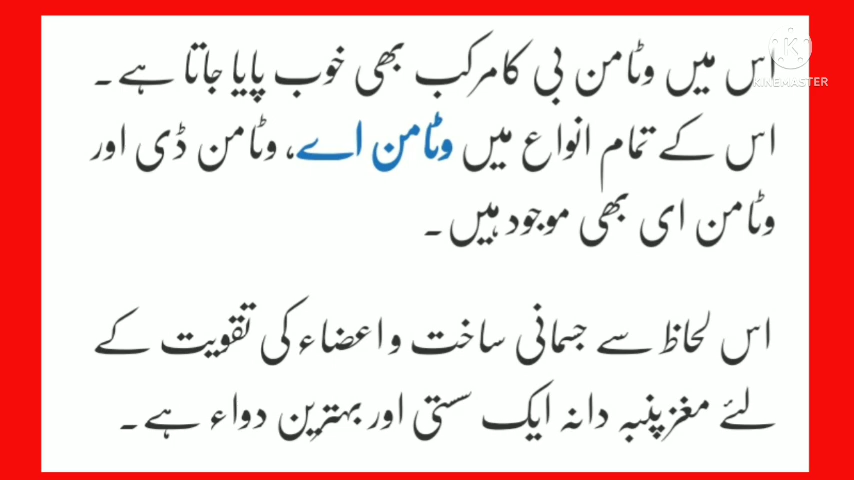 اس میں وٹامن بی کا مرکب بھی خوب پایا جاتا ہے۔
KINEMASTER
اس کے تمام انواع میں وٹامن اے، وٹامن ڈی اور
وٹامن ای بھی موجود ہیں۔
اس لحاظ سے جسمانی ساخت و اعضاء کی تقویت کے
لئے مغز پنبہ دانہ ایک سستی اور بہترین دواء ہے۔